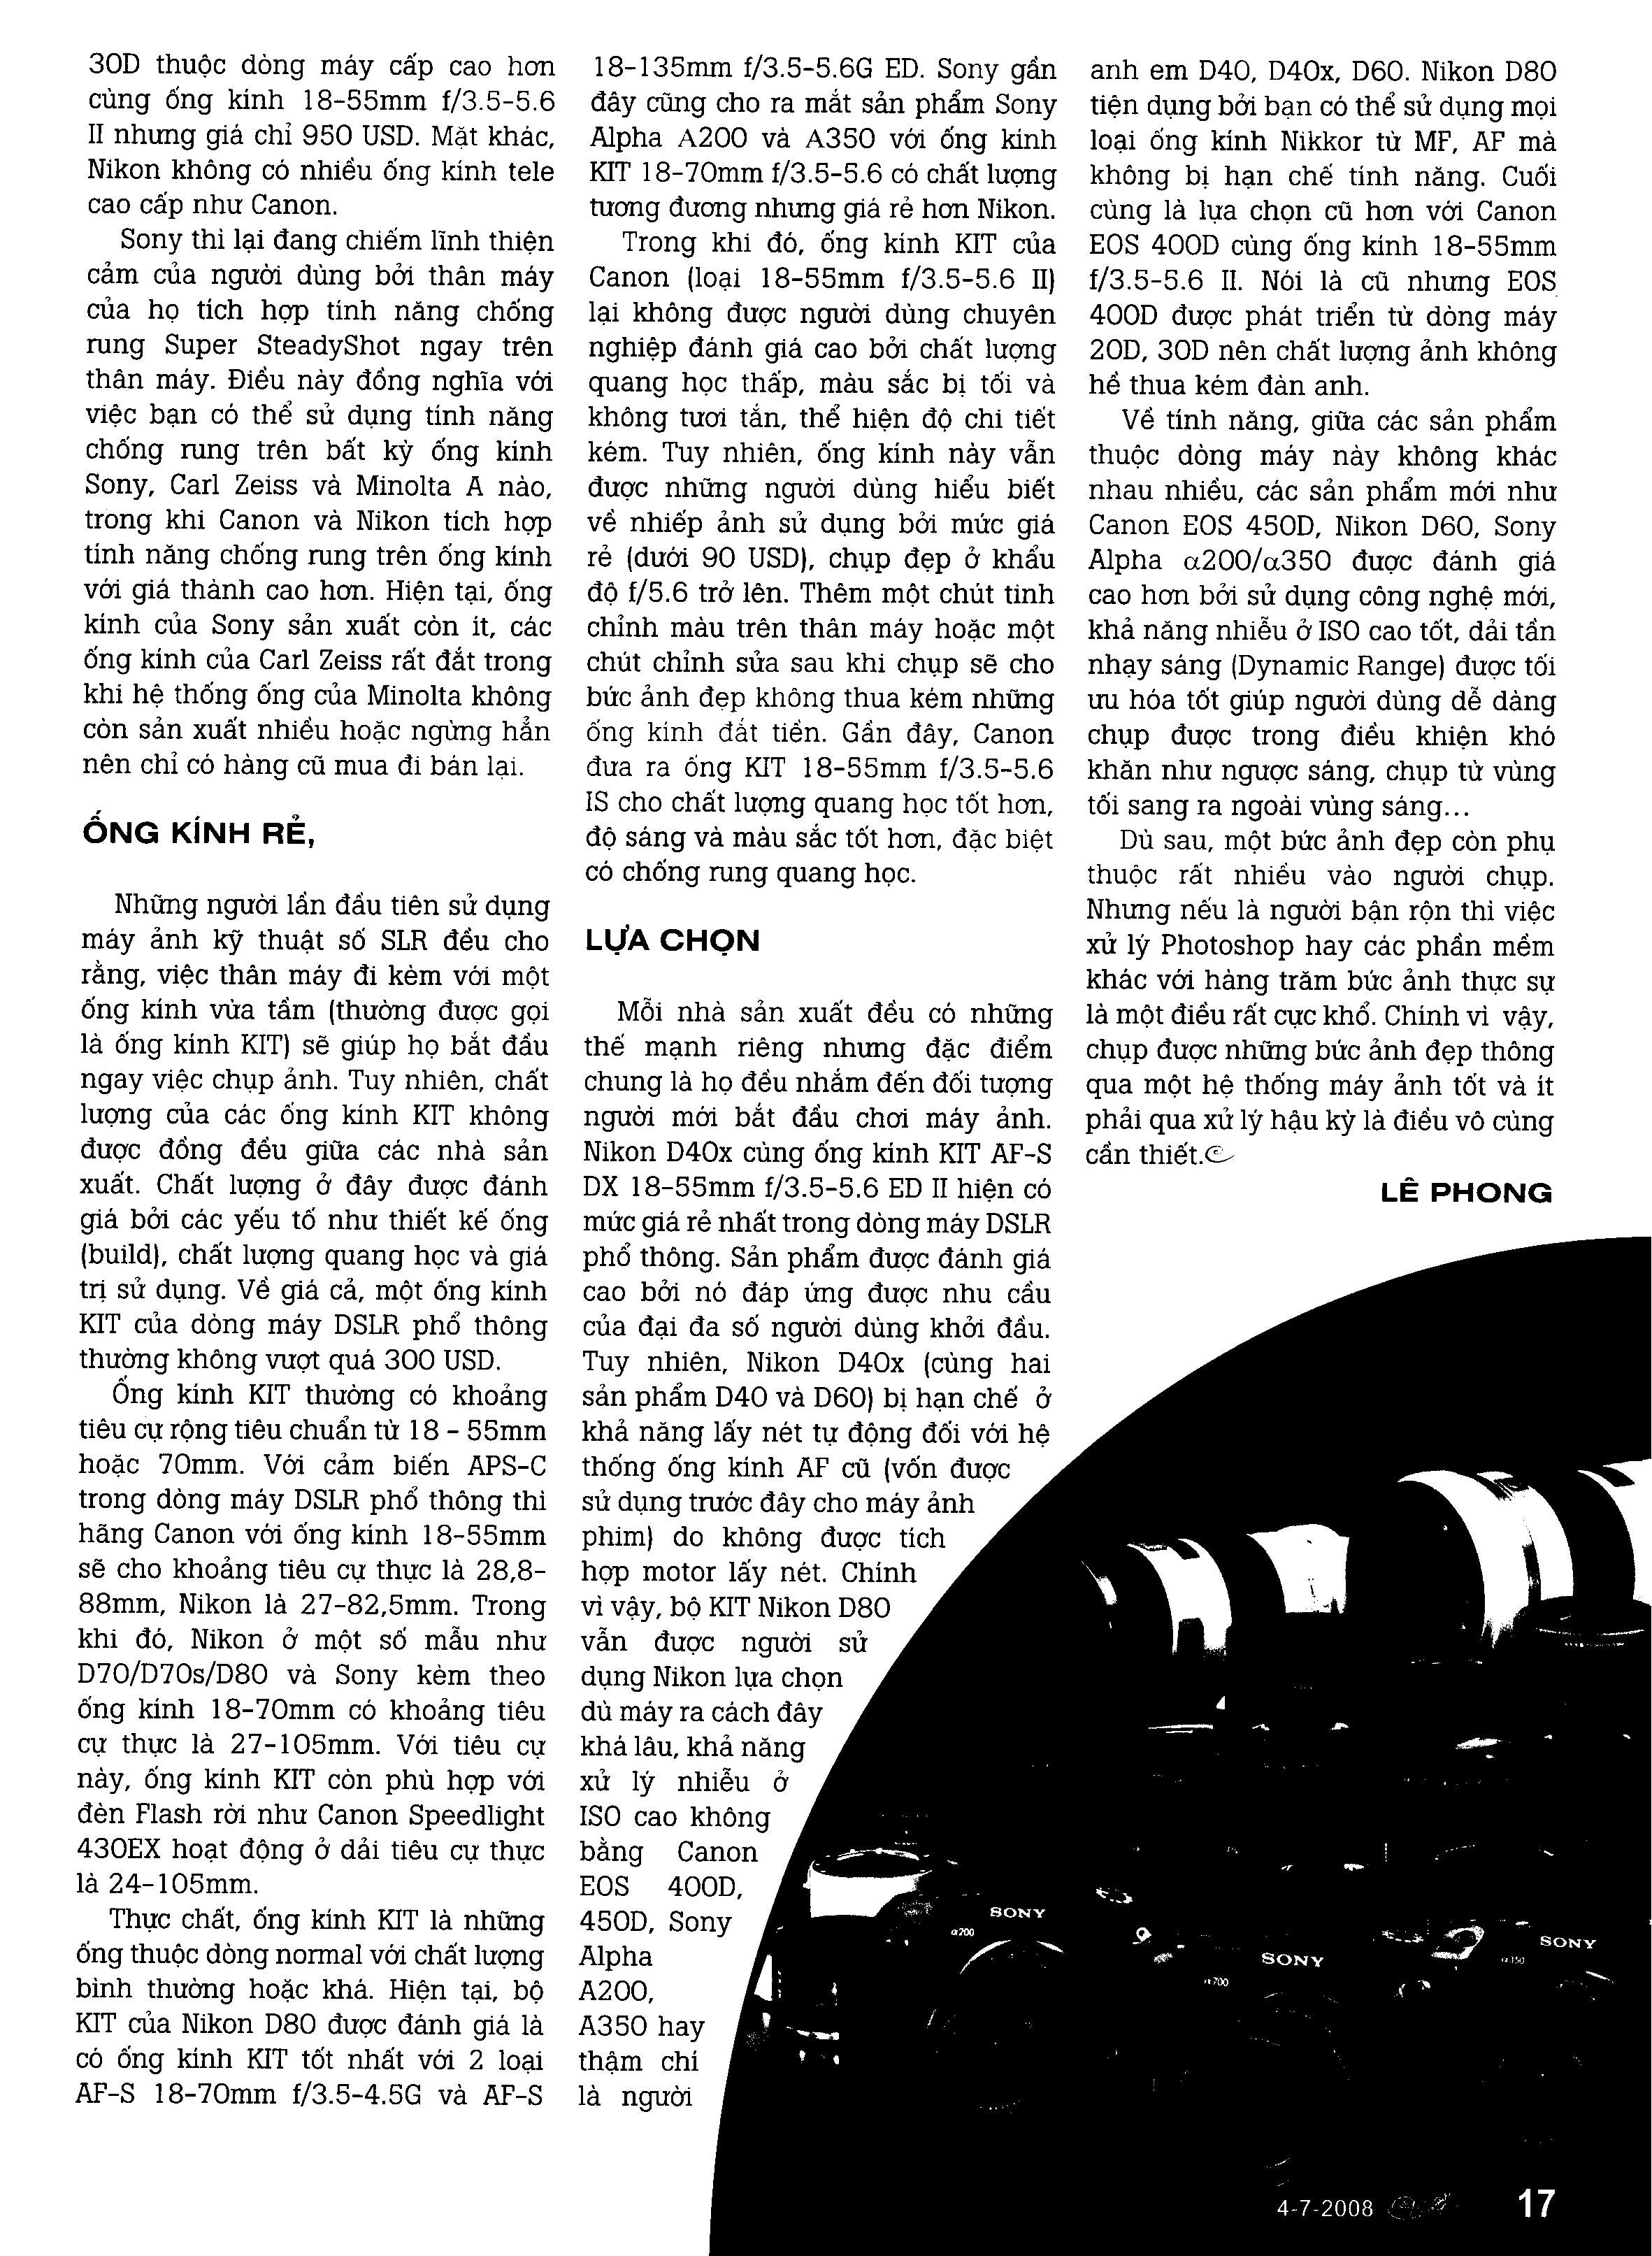 30D thuộc dòng máy cấp cao hơn
cùng ống kính 18-55mm f/3.5-5.6
II nhưng giá chỉ 950 USD. Mặt khác,
Nikon không có nhiều ống kính tele
cao cấp như Canon.
Sony thì lại đang chiếm lĩnh thiện
cảm của người dùng bởi thân máy
của họ tích hợp tính năng chống
rung Super SteadyShot ngay trên
thân máy. Điều này đồng nghĩa với
việc bạn có thể sử dụng tính năng
chống rung trên bất kỳ ống kính
Sony, Carl Zeiss và Minolta A nào,
trong khi Canon và Nikon tích hợp
tính năng chống rung trên ống kính
với giá thành cao hơn. Hiện tại, ống
kính của Sony sản xuất còn ít, các
ống kính của Carl Zeiss rất đắt trong
khi hệ thống ống của Minolta không
còn sản xuất nhiều hoặc ngừng hẳn
nên chỉ có hàng cũ mua đi bán lại.
ỐNG KÍNH RẺ,
Những người lần đầu tiên sử dụng
máy ảnh kỹ thuật số SLR đều cho
rằng, việc thân máy đi kèm với một
ống kính vừa tầm (thường được gọi
là ống kính KIT) sẽ giúp họ bắt đầu
ngay việc chụp ảnh. Tuy nhiên, chất
lượng của các ống kính KIT không
được đồng đều giữa các nhà sản
xuất. Chất lượng ở đây được đánh
giá bởi các yếu tố như thiết kế ống
(build), chất lượng quang học và giá
trị sử dụng. Về giá cả, một ống kính
KIT của dòng máy DSLR phổ thông
thường không vượt quá 300 USD.
Ống kính KIT thường có khoảng
tiêu cự rộng tiêu chuẩn từ 18 - 55mm
hoặc 70mm. Với cảm biến APS-C
trong dòng máy DSLR phổ thông thì
hãng Canon với ống kính 18-55mm
sẽ cho khoảng tiêu cự thực là 28,8-
88mm, Nikon là 27-82,5mm. Trong
khi đó, Nikon ở một số mẫu như
D70/D70s/D80 và Sony kèm theo
ống kính 18-70mm có khoảng tiêu
cự thực là 27-105mm. Với tiêu cự
này, ống kính KIT còn phù hợp với
đèn Flash rời như Canon Speedlight
430EX hoạt động ở dải tiêu cự thực
là 24-105mm.
Thực chất, ống kính KIT là những
ống thuộc dòng normal với chất lượng
bình thường hoặc khá. Hiện tại, bộ
KIT của Nikon D80 được đánh giá là
có ống kính KIT tốt nhất với 2 loại
AF-S 18-70mm f/3.5-4.5G và AF-S
18-135mm f/3.5-5.6G ED. Sony gần
đây cũng cho ra mắt sản phẩm Sony
Alpha A200 và A350 với ống kính
KIT 18-70mm f/3.5-5.6 có chất lượng
tương đương nhưng giá rẻ hơn Nikon.
Trong khi đó, ống kính KIT của
Canon (loại 18-55mm f/3.5-5.6 II)
lại không được người dùng chuyên
nghiệp đánh giá cao bởi chất lượng
quang học thấp, màu sắc bị tối và
không tươi tắn, thể hiện độ chi tiết
kém. Tuy nhiên, ống kính này vẫn
được những người dùng hiểu biết
về nhiếp ảnh sử dụng bởi mức giá
rẻ (dưới 90 USD), chụp đẹp ở khẩu
độ f/5.6 trở lên. Thêm một chút tinh
chỉnh màu trên thân máy hoặc một
chút chỉnh sửa sau khi chụp sẽ cho
bức ảnh đẹp không thua kém những
ống kính đắt tiền. Gần đây, Canon
đưa ra ống KIT 18-55mm f/3.5-5.6
IS cho chất lượng quang học tốt hơn,
độ sáng và màu sắc tốt hơn, đặc biệt
có chống rung quang học.
LỰA CHỌN
Mỗi nhà sản xuất đều có những
thế mạnh riêng nhưng đặc điểm
chung là họ đều nhắm đến đối tượng
người mới bắt đầu chơi máy ảnh.
Nikon D40x cùng ống kính KIT AF-S
DX 18-55mm f/3.5-5.6 ED II hiện có
mức giá rẻ nhất trong dòng máy DSLR
phổ thông. Sản phẩm được đánh giá
cao bởi nó đáp ứng được nhu cầu
của đại đa số người dùng khởi đầu.
Tuy nhiên, Nikon D40x (cùng hai
sản phẩm D40 và D60) bị hạn chế ở
khả năng lấy nét tự động đối với hệ
thống ống kính AF cũ (vốn được
sử dụng trước đây cho máy ảnh
phim) do không được tích
hợp motor lấy nét. Chính
vì vậy, bộ KIT Nikon D80
vẫn được người sử
dụng Nikon lựa chọn
dù máy ra cách đây
khá lâu, khả năng
xử lý nhiễu ở
ISO cao không
bằng Canon
EOS 400D,
450D, Sony
Alpha
A200,
A350 hay
thậm chí
là người
anh em D40, D40x, D60. Nikon D80
tiện dụng bởi bạn có thể sử dụng mọi
loại ống kính Nikkor từ MF, AF mà
không bị hạn chế tính năng. Cuối
cùng là lựa chọn cũ hơn với Canon
EOS 400D cùng ống kính 18-55mm
f/3.5-5.6 II. Nói là cũ nhưng EOS
400D được phát triển từ dòng máy
20D, 30D nên chất lượng ảnh không
hề thua kém đàn anh.
Về tính năng, giữa các sản phẩm
thuộc dòng máy này không khác
nhau nhiều, các sản phẩm mới như
Canon EOS 450D, Nikon D60, Sony
Alpha α200/α350 được đánh giá
cao hơn bởi sử dụng công nghệ mới,
khả năng nhiễu ở ISO cao tốt, dải tần
nhạy sáng (Dynamic Range) được tối
ưu hóa tốt giúp người dùng dễ dàng
chụp được trong điều khiện khó
khăn như ngược sáng, chụp từ vùng
tối sang ra ngoài vùng sáng...
Dù sau, một bức ảnh đẹp còn phụ
thuộc rất nhiều vào người chụp.
Nhưng nếu là người bận rộn thì việc
xử lý Photoshop hay các phần mềm
khác với hàng trăm bức ảnh thực sự
là một điều rất cực khổ. Chính vì vậy,
chụp được những bức ảnh đẹp thông
qua một hệ thống máy ảnh tốt và ít
phải qua xử lý hậu kỳ là điều vô cùng
cần thiết.
LÊ PHONG
SONY
α200
SONY
α700
SONY
α350
4-7-2008
17